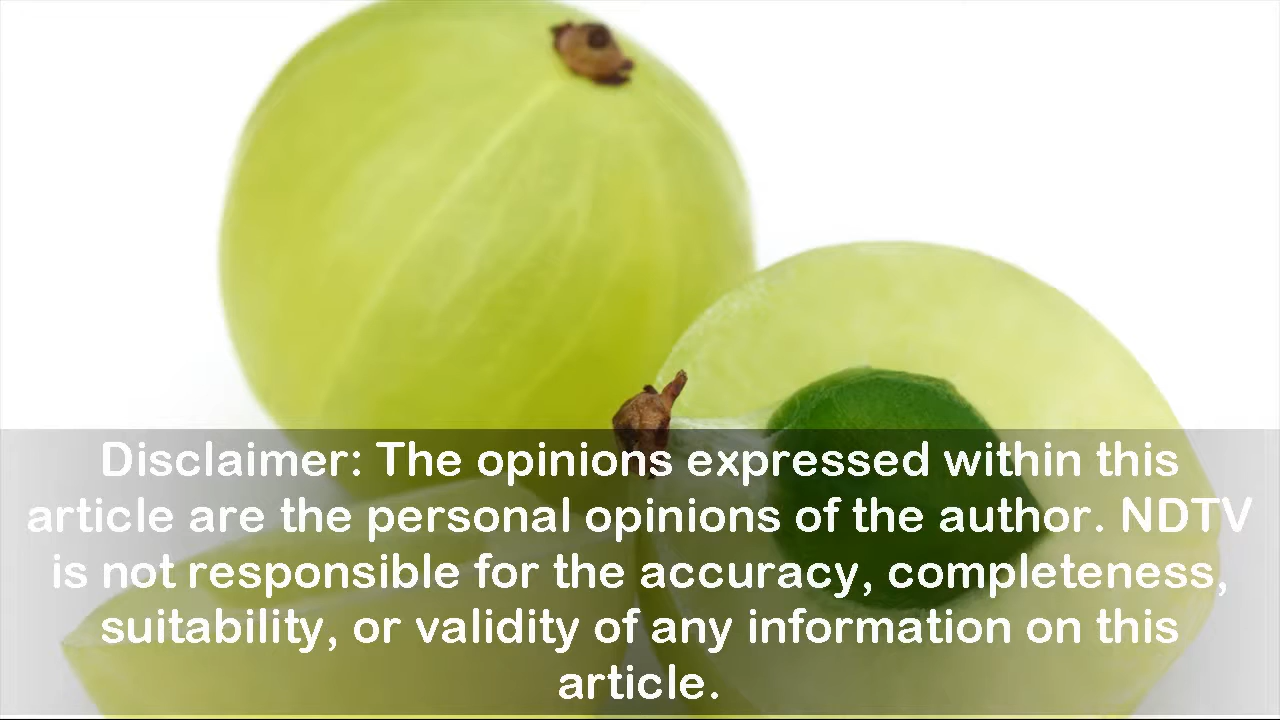 Disclaimer: The opinions expressed within this
article are the personal opinions of the author. NDTV
is not responsible for the accuracy, completeness,
suitability, or validity of any information on this
article.